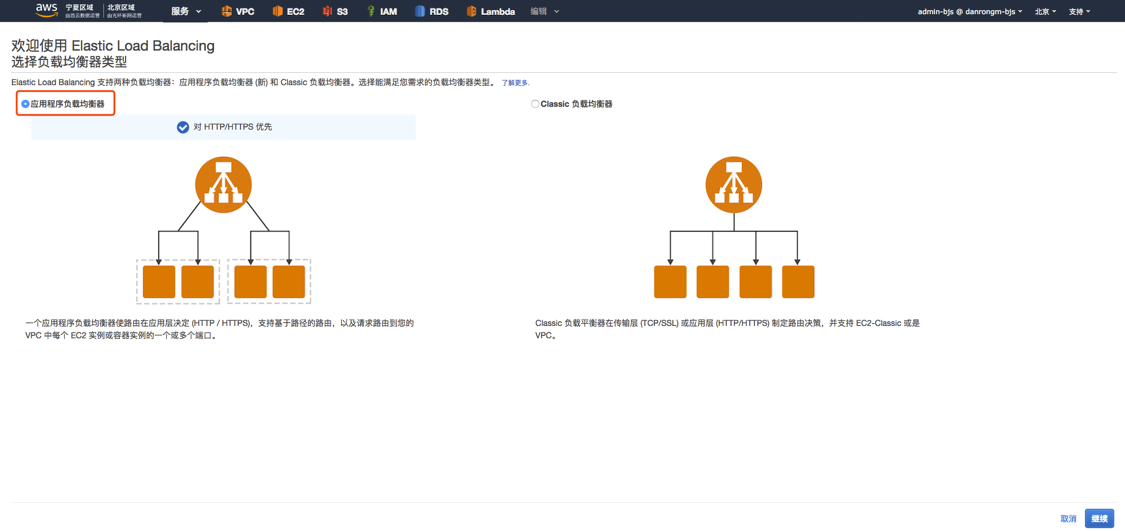 aws
宁夏区域
由西云数据运营
北京区域
由光环新网运营
服务
VPC
EC2
S3
IAM
RDS
Lambda
编辑
admin-bjs @ danrongm-bjs
北京
支持
欢迎使用 Elastic Load Balancing
选择负载均衡器类型
Elastic Load Balancing 支持两种负载均衡器：应用程序负载均衡器 (新) 和 Classic 负载均衡器。选择能满足您需求的负载均衡器类型。 了解更多.
应用程序负载均衡器
Classic 负载均衡器
对 HTTP/HTTPS 优先
一个应用程序负载均衡器使路由在应用层决定 (HTTP / HTTPS)，支持基于路径的路由，以及请求路由到您的
VPC 中每个 EC2 实例或容器实例的一个或多个端口。
Classic 负载平衡器在传输层 (TCP/SSL) 或应用层 (HTTP/HTTPS) 制定路由决策，并支持 EC2-Classic 或是
VPC。
取消
继续